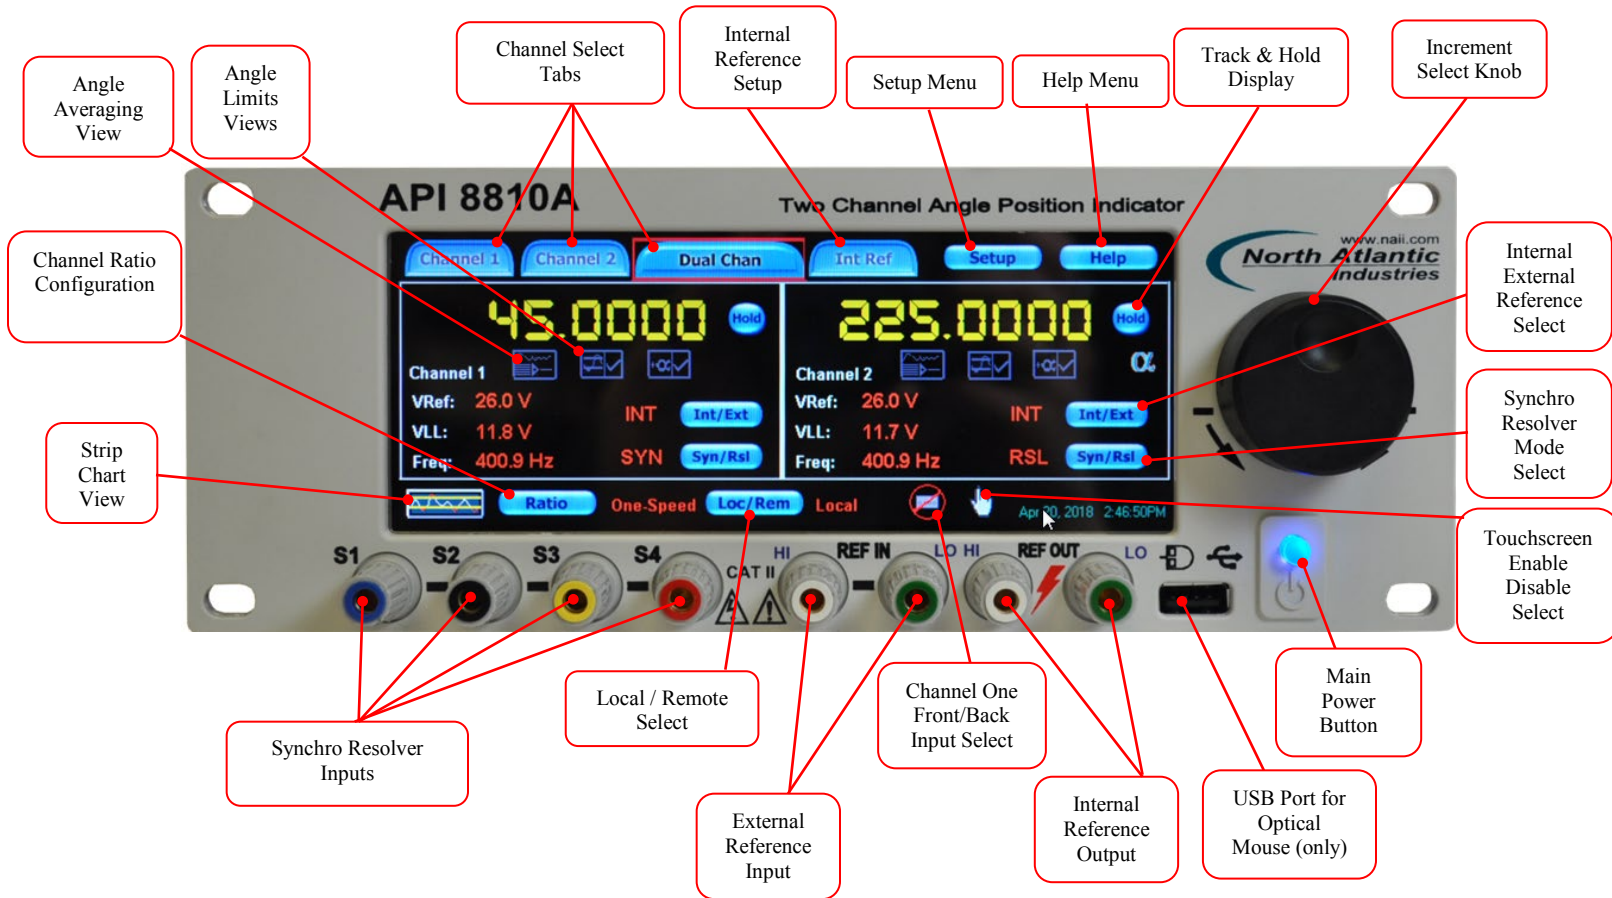 Angle
Averaging
View
Angle
Limits
Views
Channel Select
Tabs
Internal
Reference
Setup
Setup Menu
Help Menu
Track & Hold
Display
Increment
Select Knob
Channel Ratio
Configuration
Strip
Chart
View
Internal
External
Reference
Select
Synchro
Resolver
Mode
Select
Touchscreen
Enable
Disable
Select
API 8810A
Two Channel Angle Position Indicator
www.naii.com
North Atlantic
Industries
Channel 1
Channel 2
Dual Chan
Int Ref
Setup
Help
45.0000
Hold
Channel 1
VRef: 26.0 V
INT
Int/Ext
VLL: 11.8 V
Freq: 400.9 Hz
SYN
Syn/Rsl
225.0000
Hold
α
Channel 2
VRef: 26.0 V
INT
Int/Ext
VLL: 11.7 V
Freq: 400.9 Hz
RSL
Syn/Rsl
Ratio
One-Speed
Loc/Rem
Local
Apr 20, 2018 2:46:50PM
S1
S2
S3
S4
CAT II
HI
REF IN
LO
HI
REF OUT
LO
Synchro Resolver
Inputs
Local / Remote
Select
External
Reference
Input
Channel One
Front/Back
Input Select
Internal
Reference
Output
USB Port for
Optical
Mouse (only)
Main
Power
Button